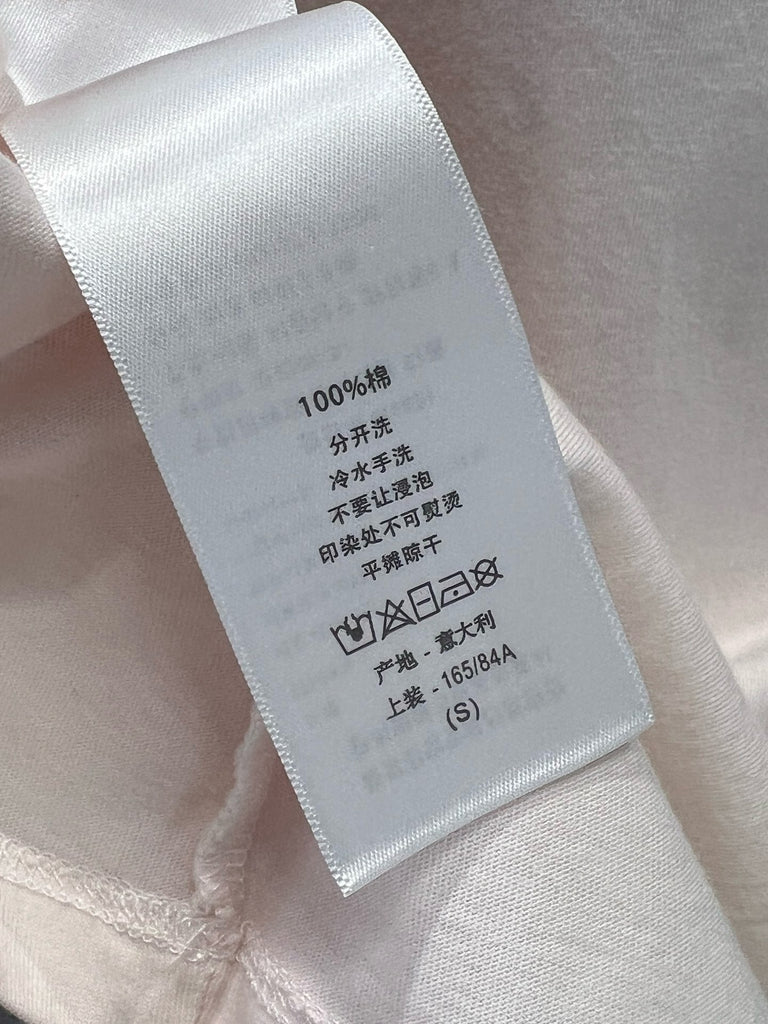 100%棉
分开洗
冷水手洗
不要让浸泡
印染处不可熨烫
平摊晾干
产地 - 意大利
上装 - 165/84A
(S)